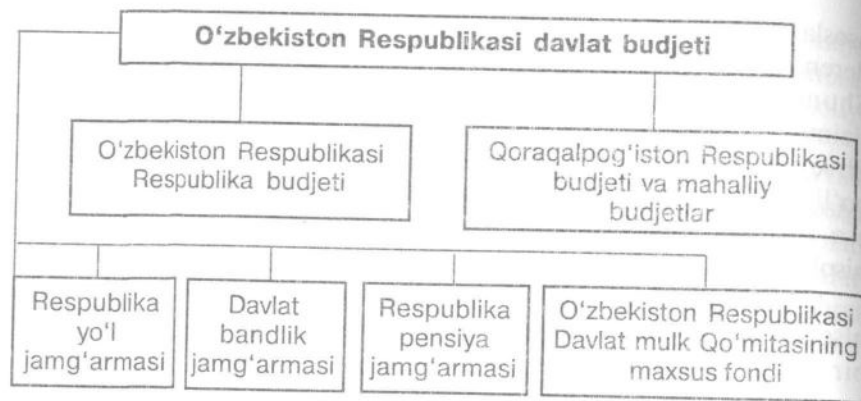 O‘zbekiston Respublikasi davlat budjeti
O‘zbekiston Respublikasi
Respublika budjeti
Qoraqalpog‘iston Respublikasi
budjeti va mahalliy
budjetlar
Respublika
yo‘l
jamg‘armasi
Davlat
bandlik
jamg‘armasi
Respublika
pensiya
jamg‘armasi
O‘zbekiston Respublikasi
Davlat mulk Qo‘mitasining
maxsus fondi